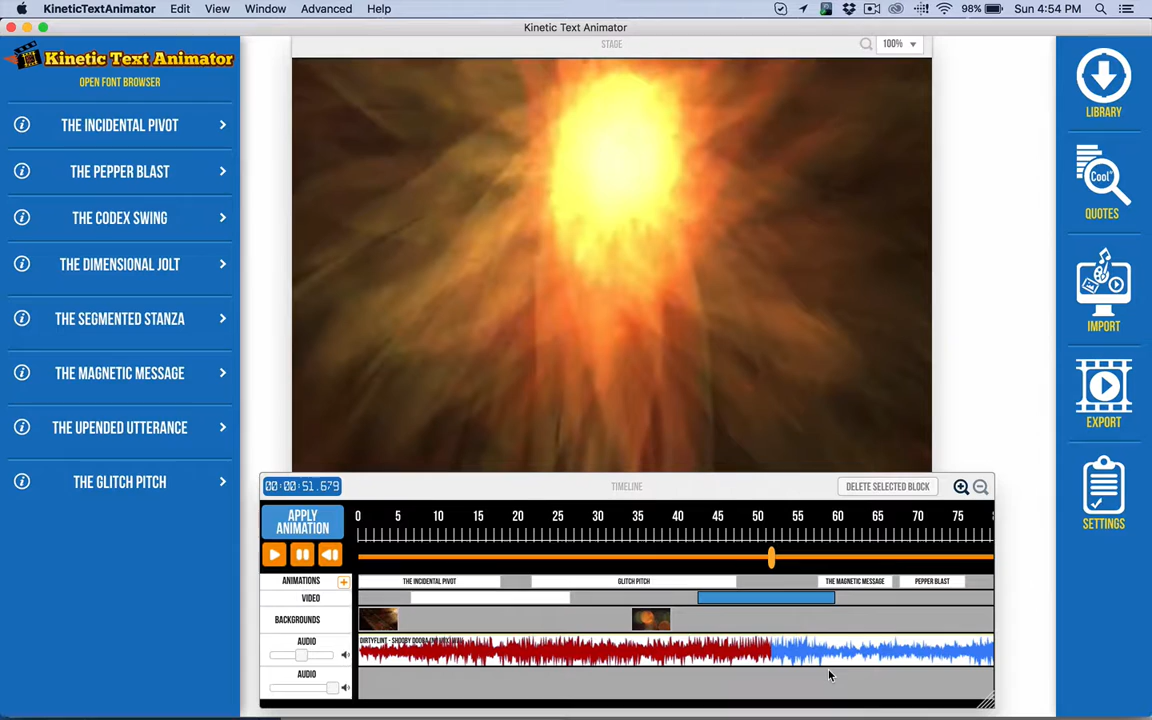 KineticTextAnimator Edit View Window Advanced Help 98% Sun 4:54 PM
Kinetic Text Animator
Kinetic Text Animator
OPEN FONT BROWSER
THE INCIDENTAL PIVOT
THE PEPPER BLAST
THE CODEX SWING
THE DIMENSIONAL JOLT
THE SEGMENTED STANZA
THE MAGNETIC MESSAGE
THE UPENDED UTTERANCE
THE GLITCH PITCH
STAGE
100%
LIBRARY
Cool
QUOTES
IMPORT
EXPORT
SETTINGS
00:00:51.679
TIMELINE
DELETE SELECTED BLOCK
APPLY
ANIMATION
0 5 10 15 20 25 30 35 40 45 50 55 60 65 70 75
ANIMATIONS
THE INCIDENTAL PIVOT GLITCH PITCH THE MAGNETIC MESSAGE PEPPER BLAST
VIDEO
BACKGROUNDS
AUDIO
DIRTYFLINT - SHOOBY DOOBA
AUDIO